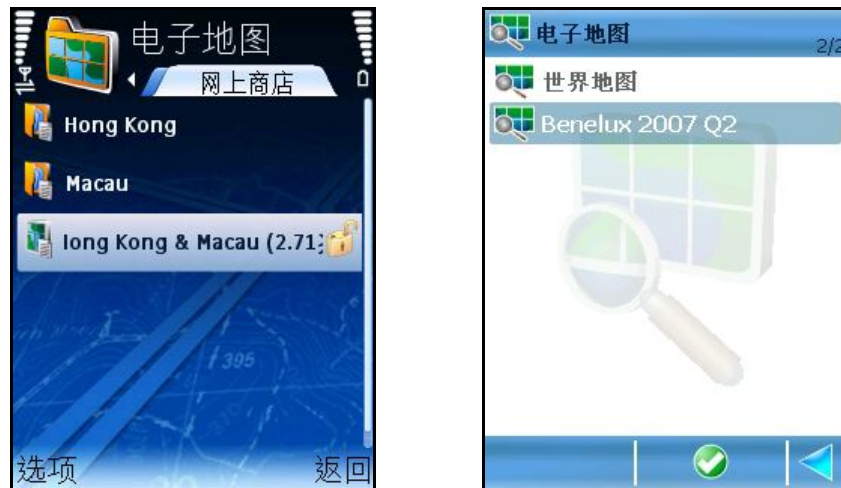 电子地图
网上商店
Hong Kong
Macau
long Kong & Macau (2.71
395
选项
返回
电子地图
2/2
世界地图
Benelux 2007 Q2